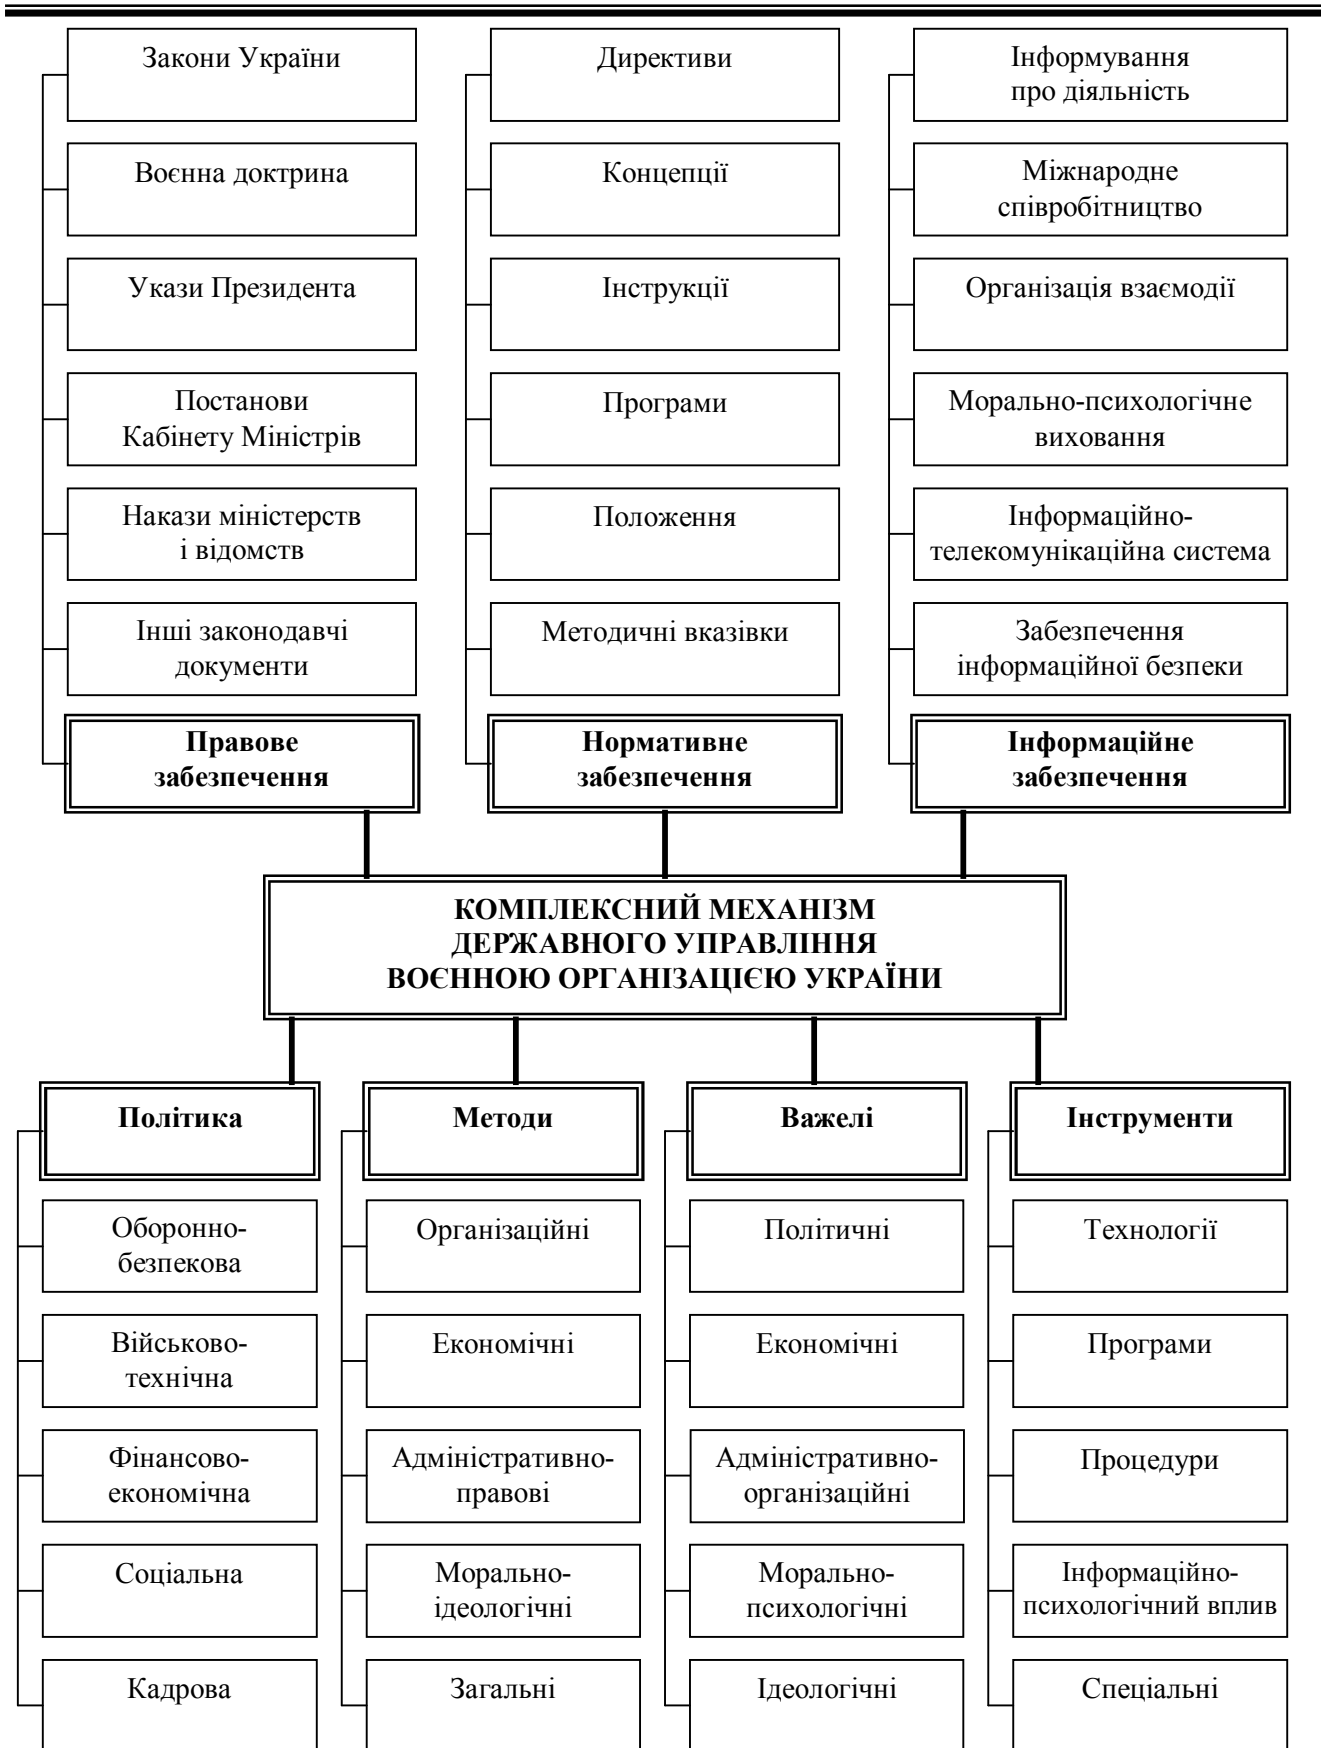 Закони України
Воєнна доктрина
Укази Президента
Постанови
Кабінету Міністрів
Накази міністерств
і відомств
Інші законодавчі
документи
Правове
забезпечення
Директиви
Концепції
Інструкції
Програми
Положення
Методичні вказівки
Нормативне
забезпечення
Інформування
про діяльність
Міжнародне
співробітництво
Організація взаємодії
Морально-психологічне
виховання
Інформаційно-
телекомунікаційна система
Забезпечення
інформаційної безпеки
Інформаційне
забезпечення
КОМПЛЕКСНИЙ МЕХАНІЗМ
ДЕРЖАВНОГО УПРАВЛІННЯ
ВОЄННОЮ ОРГАНІЗАЦІЄЮ УКРАЇНИ
Політика
Оборонно-
безпекова
Військово-
технічна
Фінансово-
економічна
Соціальна
Кадрова
Методи
Організаційні
Економічні
Адміністративно-
правові
Морально-
ідеологічні
Загальні
Важелі
Політичні
Економічні
Адміністративно-
організаційні
Морально-
психологічні
Ідеологічні
Інструменти
Технології
Програми
Процедури
Інформаційно-
психологічний вплив
Спеціальні